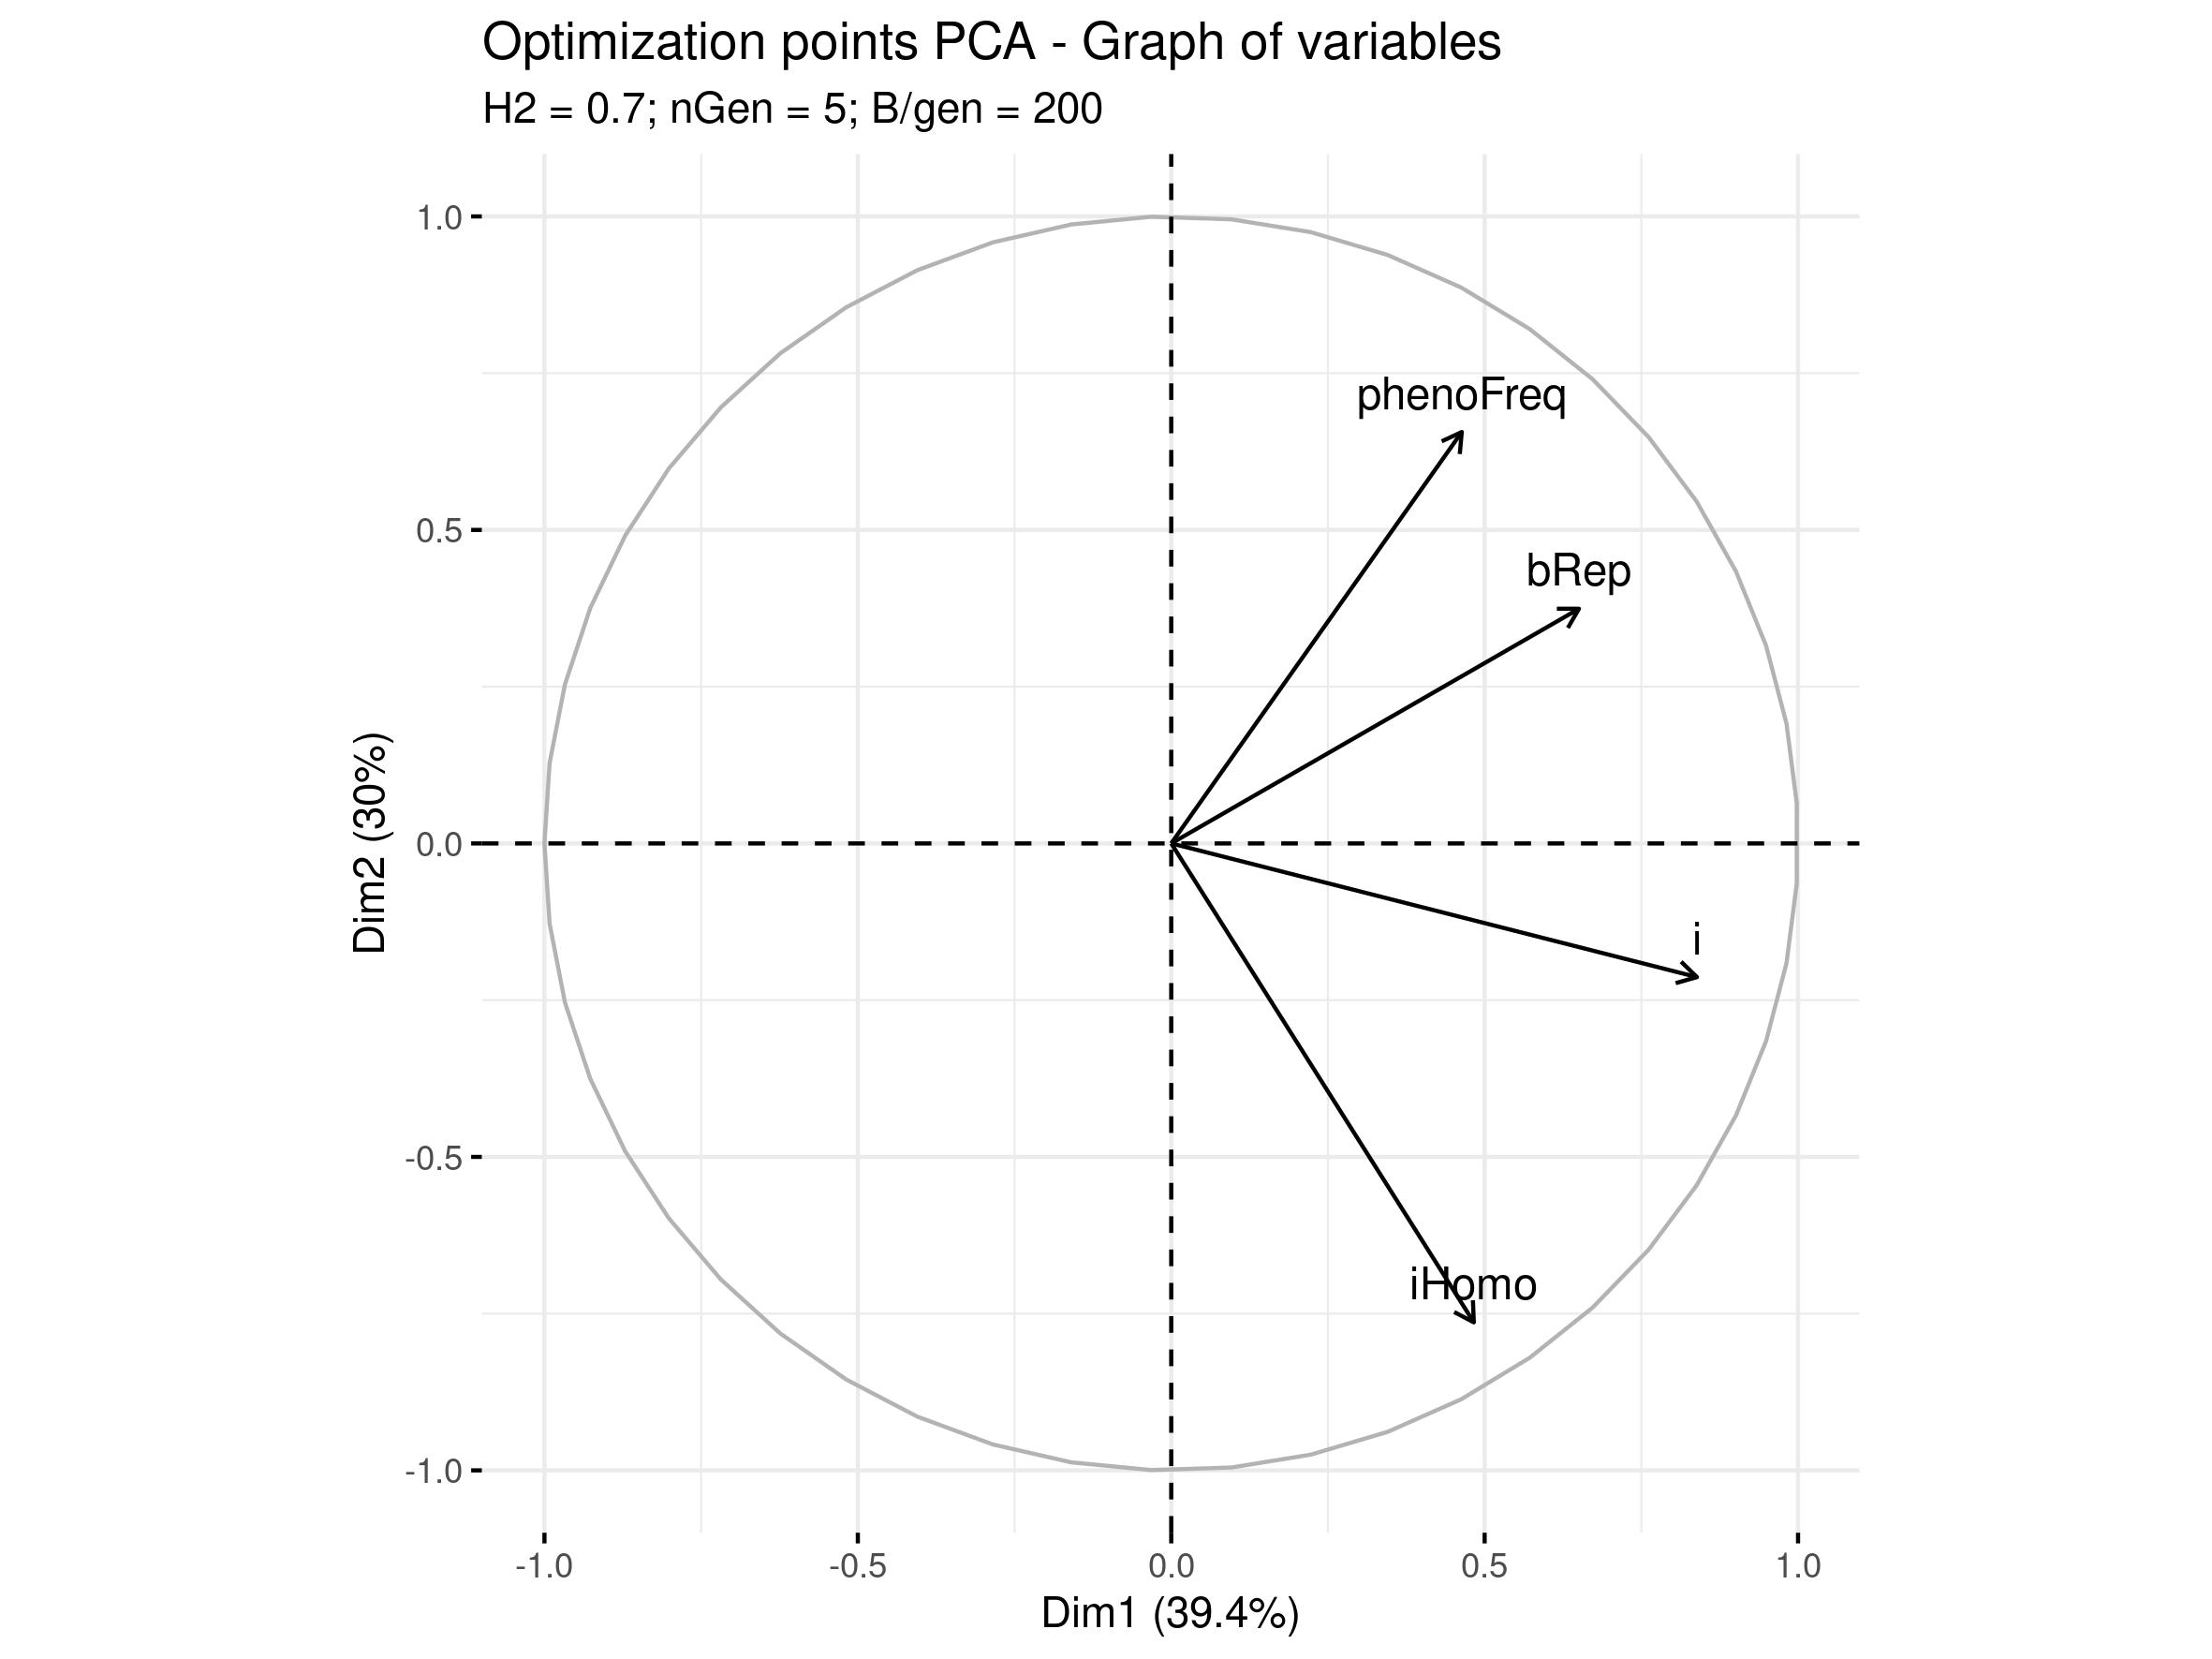 Optimization points PCA - Graph of variables
H2 = 0.7; nGen = 5; B/gen = 200
1.0
0.5
0.0
-0.5
-1.0
Dim2 (30%)
phenoFreq
bRep
i
iHomo
-1.0
-0.5
0.0
0.5
1.0
Dim1 (39.4%)